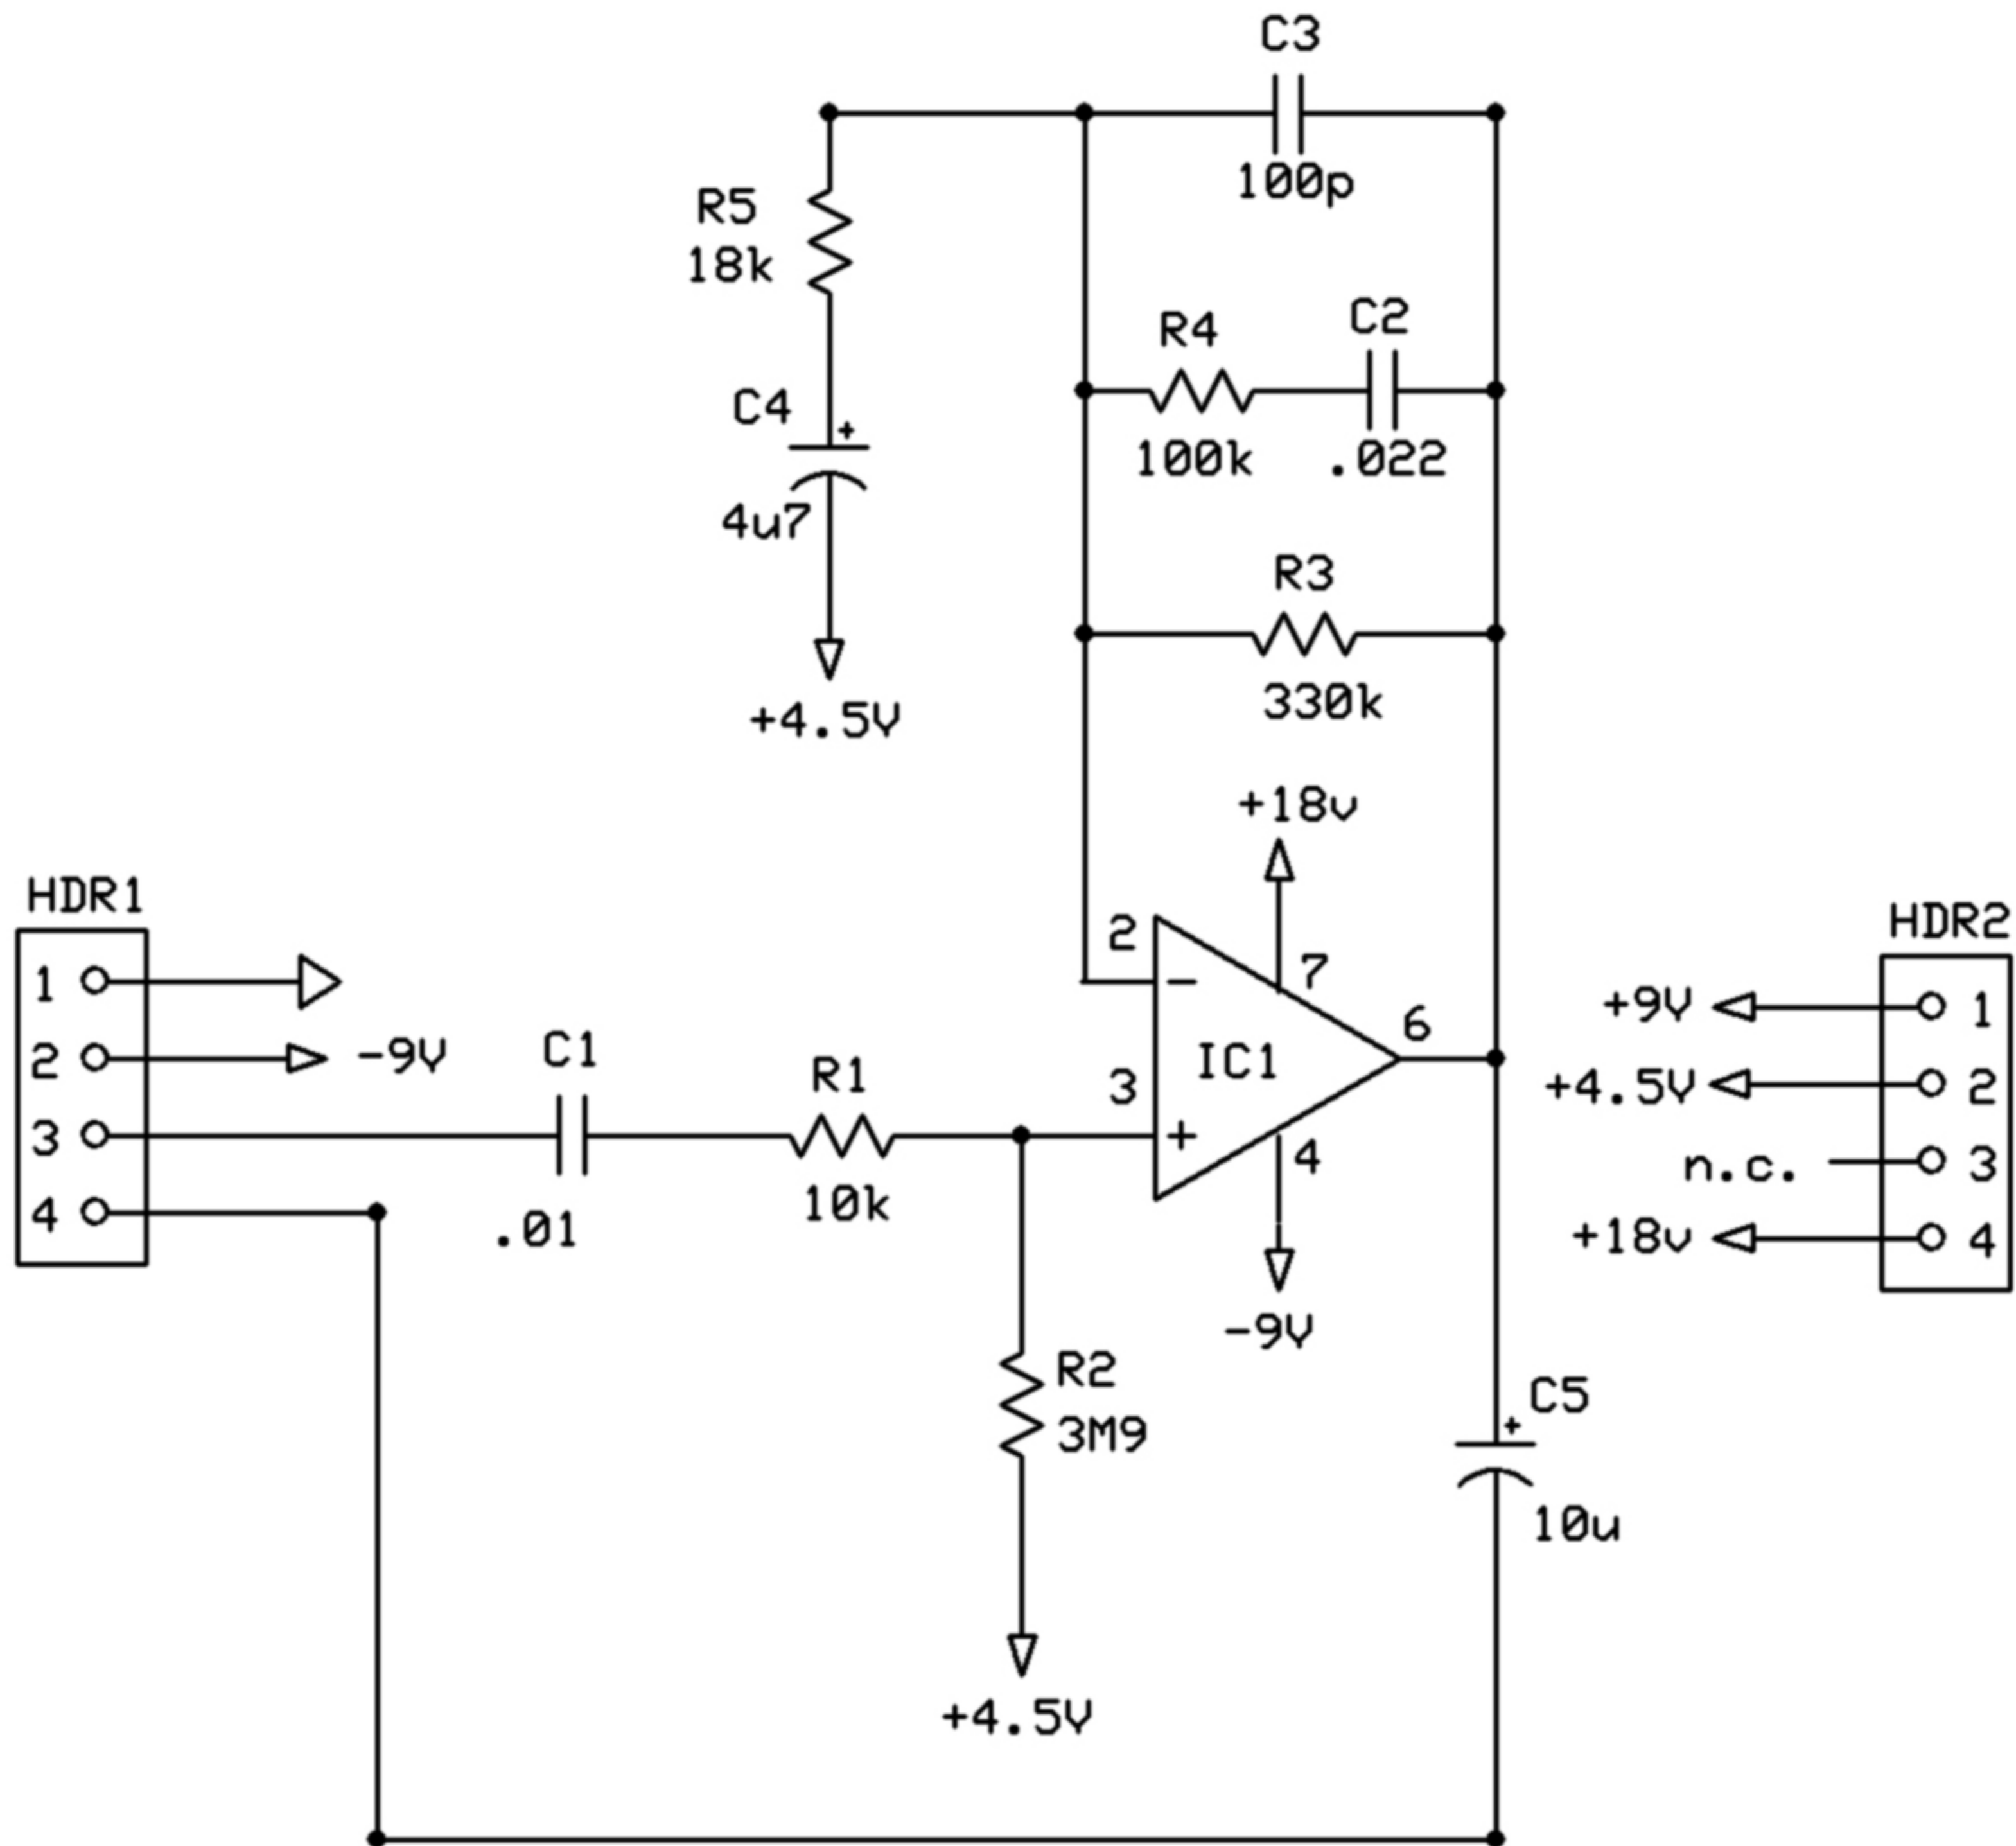 C3
100p
R5
18k
R4
100k
C2
.022
C4
+
4u7
R3
330k
+4.5V
+18v
HDR1
1
2 -9V
3
4
C1
.01
R1
10k
2
-
7
3
+
IC1
6
4
-9V
HDR2
+9V 1
+4.5V 2
n.c. 3
+18v 4
R2
3M9
C5
+
10u
+4.5V